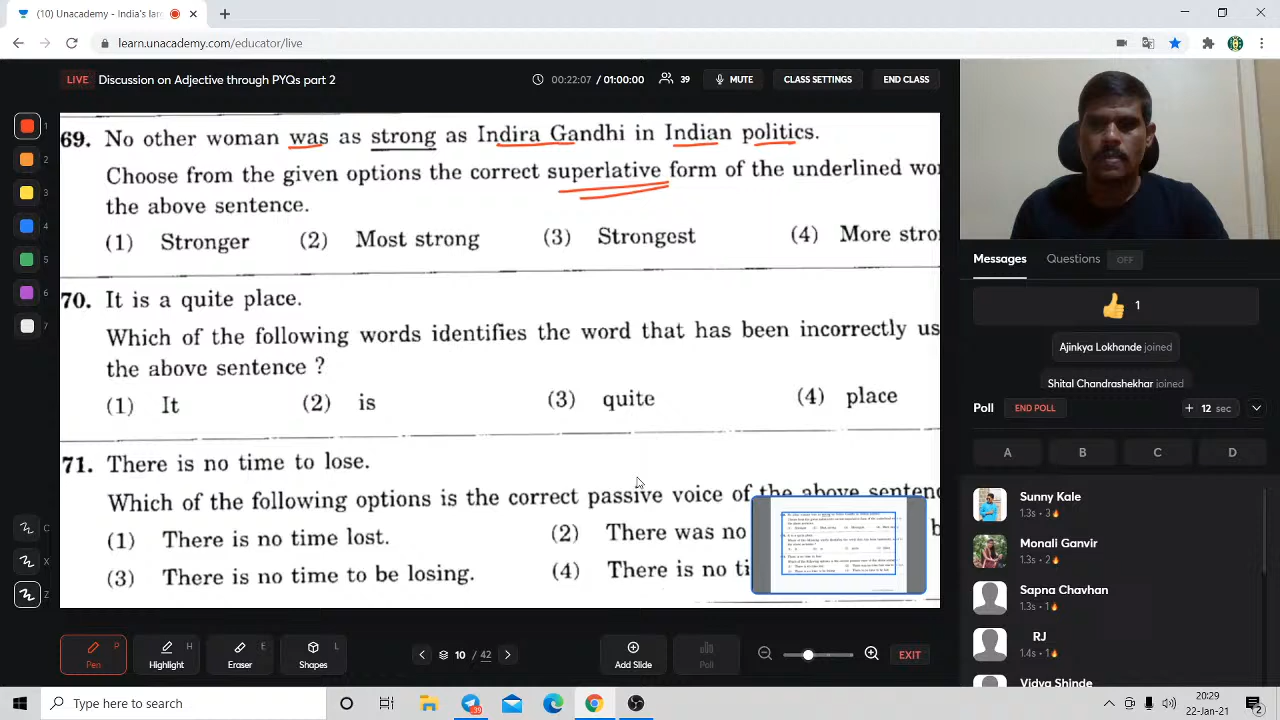 (10) Unacademy - India's lar
learn.unacademy.com/educator/live
LIVE Discussion on Adjective through PYQs part 2 00:22:07 / 01:00:00 39 MUTE CLASS SETTINGS END CLASS
69. No other woman was as strong as Indira Gandhi in Indian politics.
Choose from the given options the correct superlative form of the underlined wo
the above sentence.
(1) Stronger (2) Most strong (3) Strongest (4) More stro
70. It is a quite place.
Which of the following words identifies the word that has been incorrectly us
the above sentence ?
(1) It (2) is (3) quite (4) place
71. There is no time to lose.
Which of the following options is the correct passive voice of the above sentenc
(1) There is no time lost. (2) There was no b
(3) There is no time to be losing. (4) There is no ti
1
2
3
4
5
6
7
C
Z
Pen P
Highlight H
Eraser E
Shapes L
10 / 42
Add Slide
Poll
EXIT
Messages Questions OFF
👍 1
Ajinkya Lokhande joined
Shital Chandrashekhar joined
Poll END POLL + 12 sec
A B C D
Sunny Kale
1.3s • 3🔥
Monali Ganvir
1.3s • 2🔥
Sapna Chavhan
1.3s • 1🔥
RJ
1.4s • 1🔥
Vidya Shinde
Type here to search
20:29
22-Jan-21
2